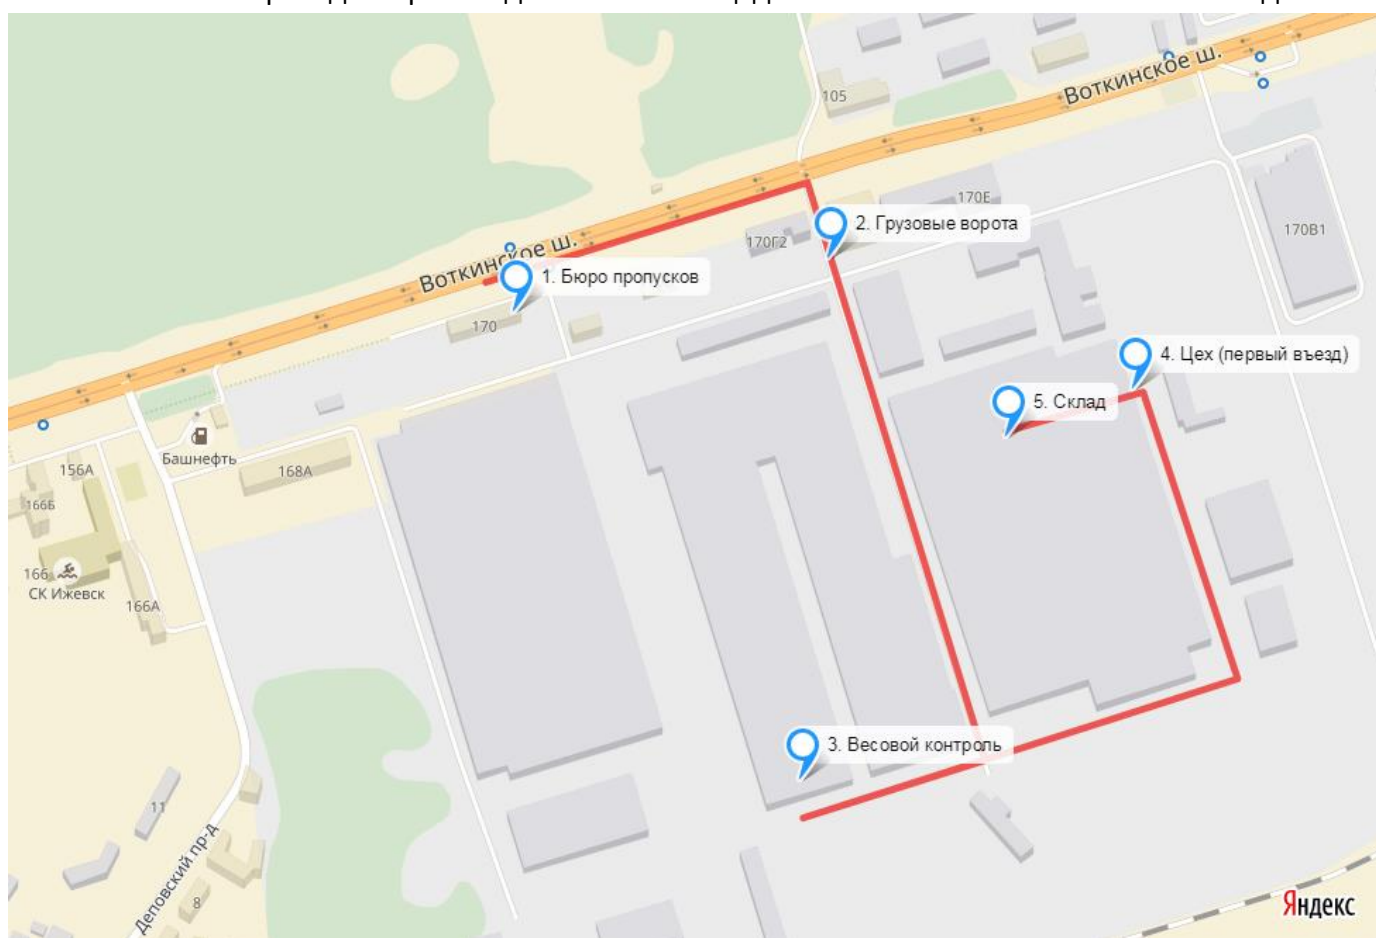 105
Воткинское ш.
170Е
2. Грузовые ворота
170Г2
170В1
Воткинское ш.
1. Бюро пропусков
170
4. Цех (первый въезд)
5. Склад
Башнефть
156А
168А
166Б
166
СК Ижевск
166А
3. Весовой контроль
11
Деповский пр-д
8
Яндекс